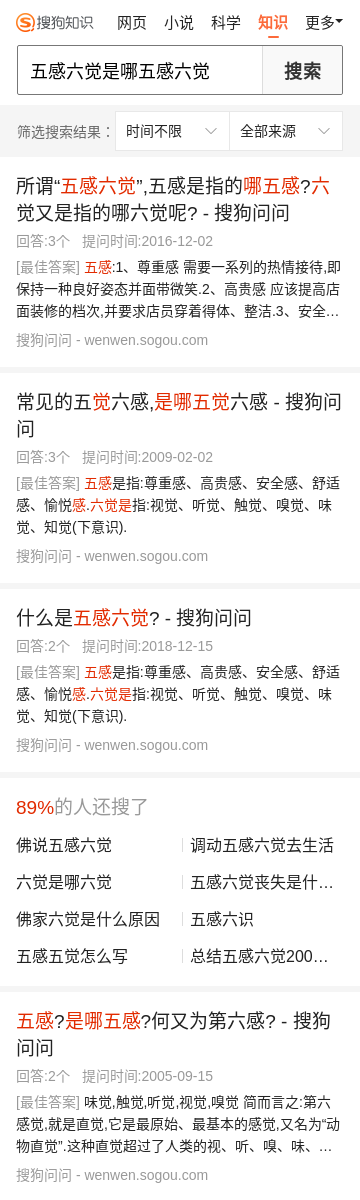 搜狗知识 网页 小说 科学 知识 更多
五感六觉是哪五感六觉 搜索
筛选搜索结果： 时间不限 全部来源
所谓“五感六觉”,五感是指的哪五感?六
觉又是指的哪六觉呢? - 搜狗问问
回答:3个 提问时间:2016-12-02
[最佳答案] 五感:1、尊重感 需要一系列的热情接待,即
保持一种良好姿态并面带微笑.2、高贵感 应该提高店
面装修的档次,并要求店员穿着得体、整洁.3、安全...
搜狗问问 - wenwen.sogou.com
常见的五觉六感,是哪五觉六感 - 搜狗问
问
回答:3个 提问时间:2009-02-02
[最佳答案] 五感是指:尊重感、高贵感、安全感、舒适
感、愉悦感.六觉是指:视觉、听觉、触觉、嗅觉、味
觉、知觉(下意识).
搜狗问问 - wenwen.sogou.com
什么是五感六觉? - 搜狗问问
回答:2个 提问时间:2018-12-15
[最佳答案] 五感是指:尊重感、高贵感、安全感、舒适
感、愉悦感.六觉是指:视觉、听觉、触觉、嗅觉、味
觉、知觉(下意识).
搜狗问问 - wenwen.sogou.com
89%的人还搜了
佛说五感六觉 调动五感六觉去生活
六觉是哪六觉 五感六觉丧失是什...
佛家六觉是什么原因 五感六识
五感五觉怎么写 总结五感六觉200...
五感?是哪五感?何又为第六感? - 搜狗
问问
回答:2个 提问时间:2005-09-15
[最佳答案] 味觉,触觉,听觉,视觉,嗅觉 简而言之:第六
感觉,就是直觉,它是最原始、最基本的感觉,又名为“动
物直觉”.这种直觉超过了人类的视、听、嗅、味、...
搜狗问问 - wenwen.sogou.com